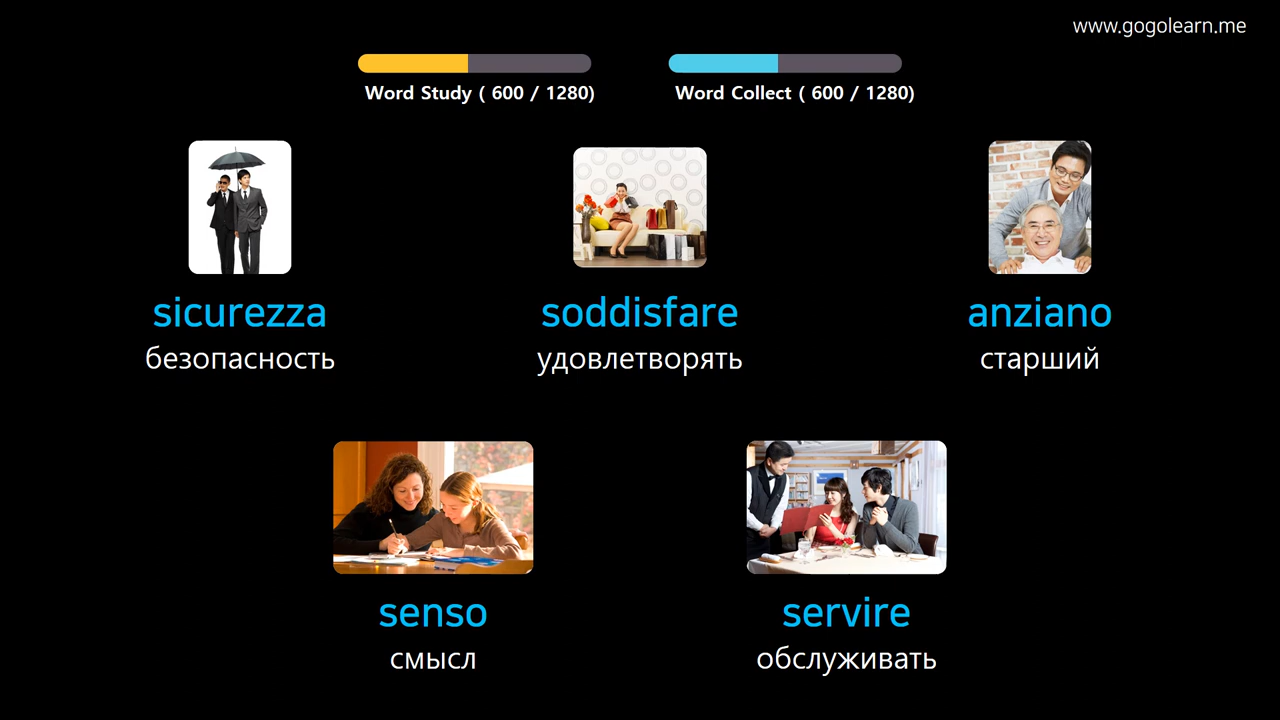 www.gogolearn.me
Word Study ( 600 / 1280)
Word Collect ( 600 / 1280)
sicurezza
безопасность
soddisfare
удовлетворять
anziano
старший
senso
смысл
servire
обслуживать